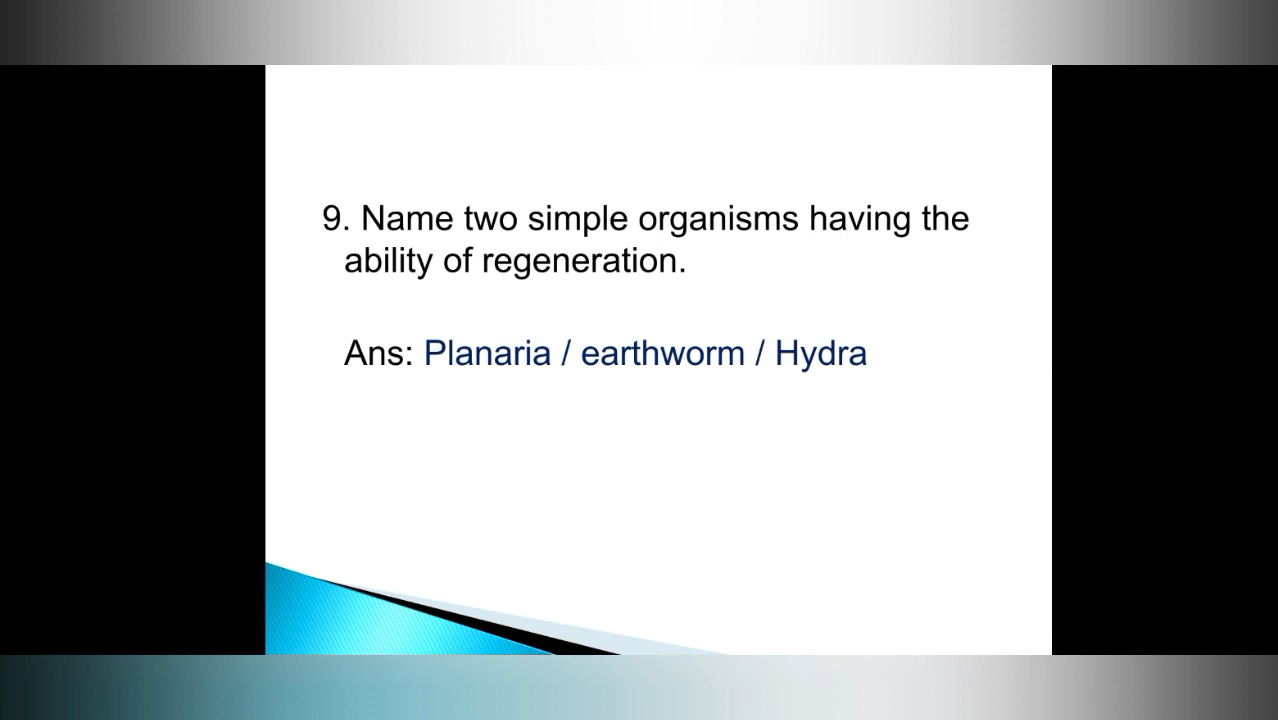 9. Name two simple organisms having the
ability of regeneration.
Ans: Planaria / earthworm / Hydra